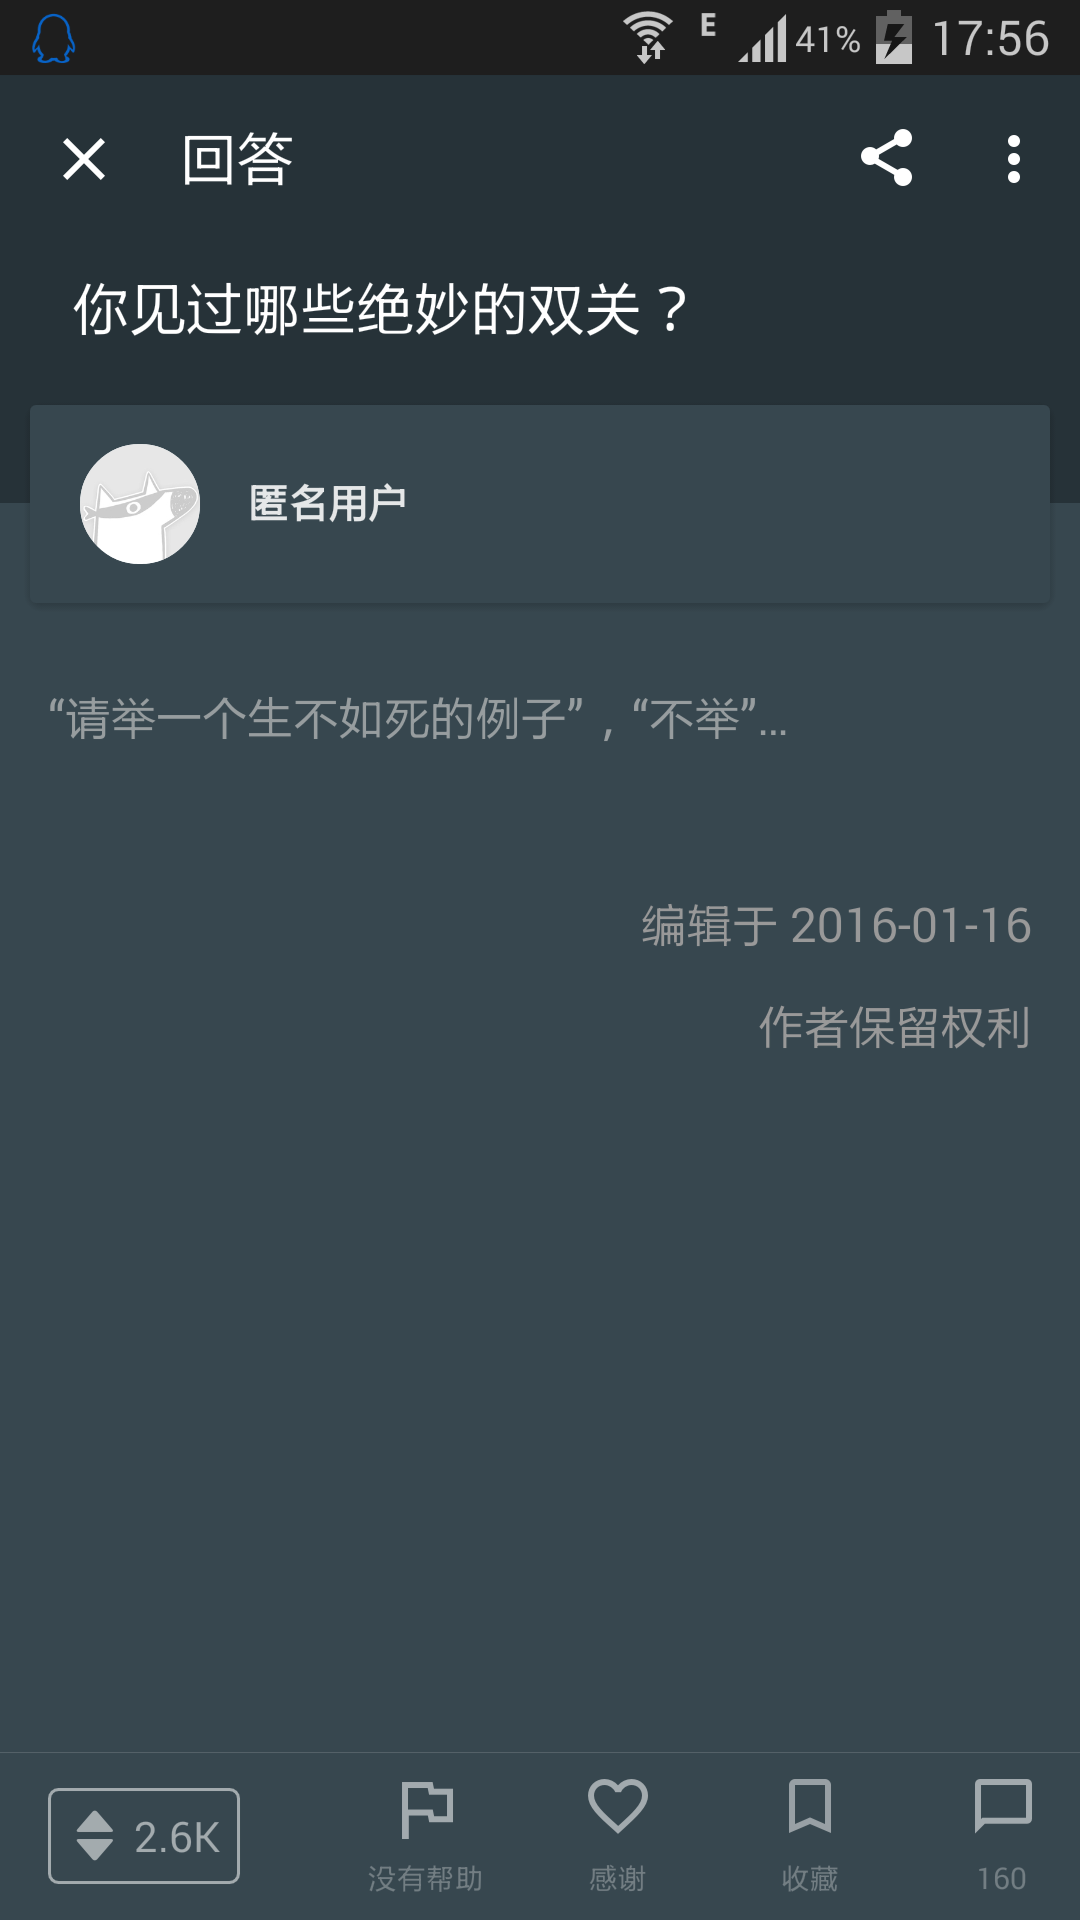 E 41% 17:56
回答
你见过哪些绝妙的双关？
匿名用户
“请举一个生不如死的例子”，“不举”...
编辑于 2016-01-16
作者保留权利
2.6K 没有帮助 感谢 收藏 160